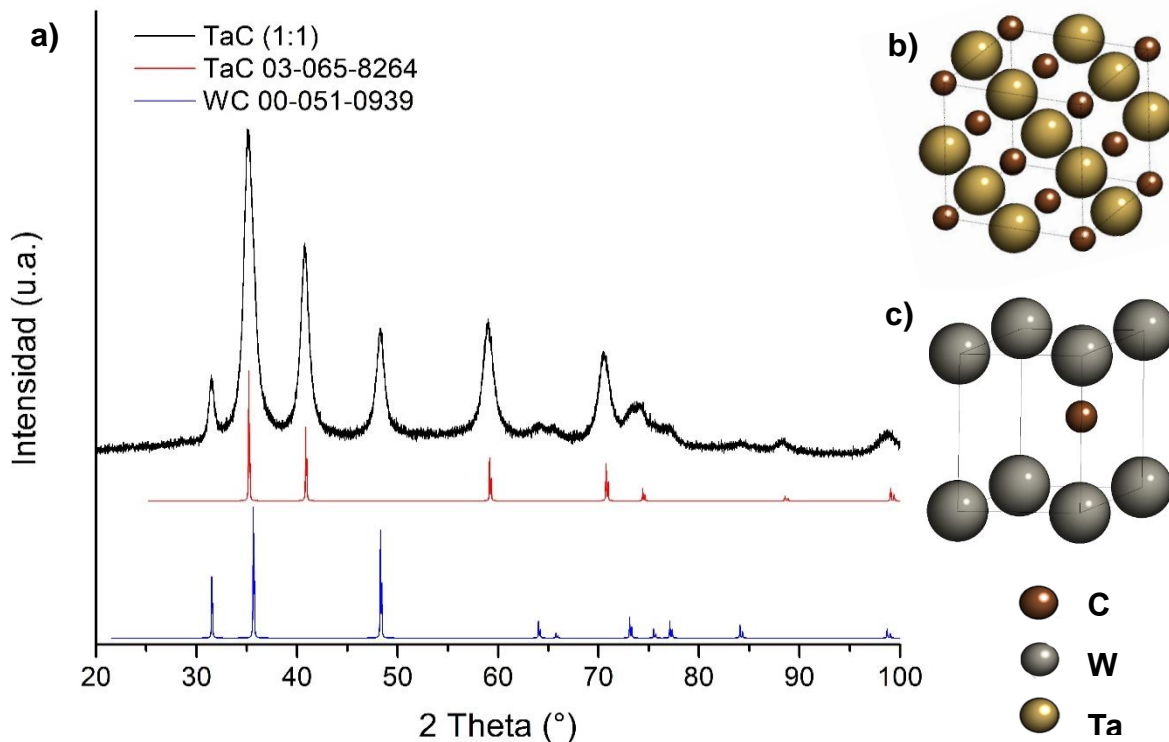 a)
TaC (1:1)
TaC 03-065-8264
WC 00-051-0939
Intensidad (u.a.)
20 30 40 50 60 70 80 90 100
2 Theta (°)
b)
c)
C
W
Ta